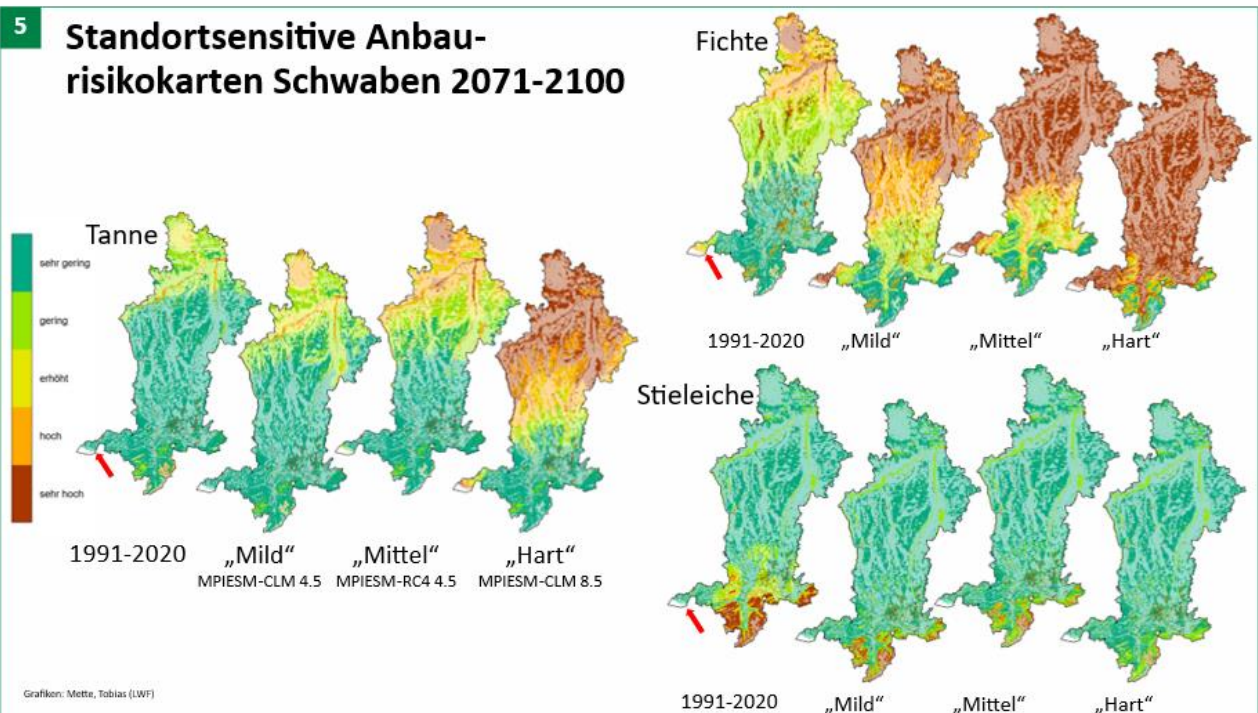 5
Standortsensitive Anbau-
risikokarten Schwaben 2071-2100
Tanne
sehr gering
gering
erhöht
hoch
sehr hoch
1991-2020
„Mild“
„Mittel“
„Hart“
MPIESM-CLM 4.5
MPIESM-RC4 4.5
MPIESM-CLM 8.5
Fichte
1991-2020
„Mild“
„Mittel“
„Hart“
Stieleiche
1991-2020
„Mild“
„Mittel“
„Hart“
Grafiken: Mette, Tobias (LWF)